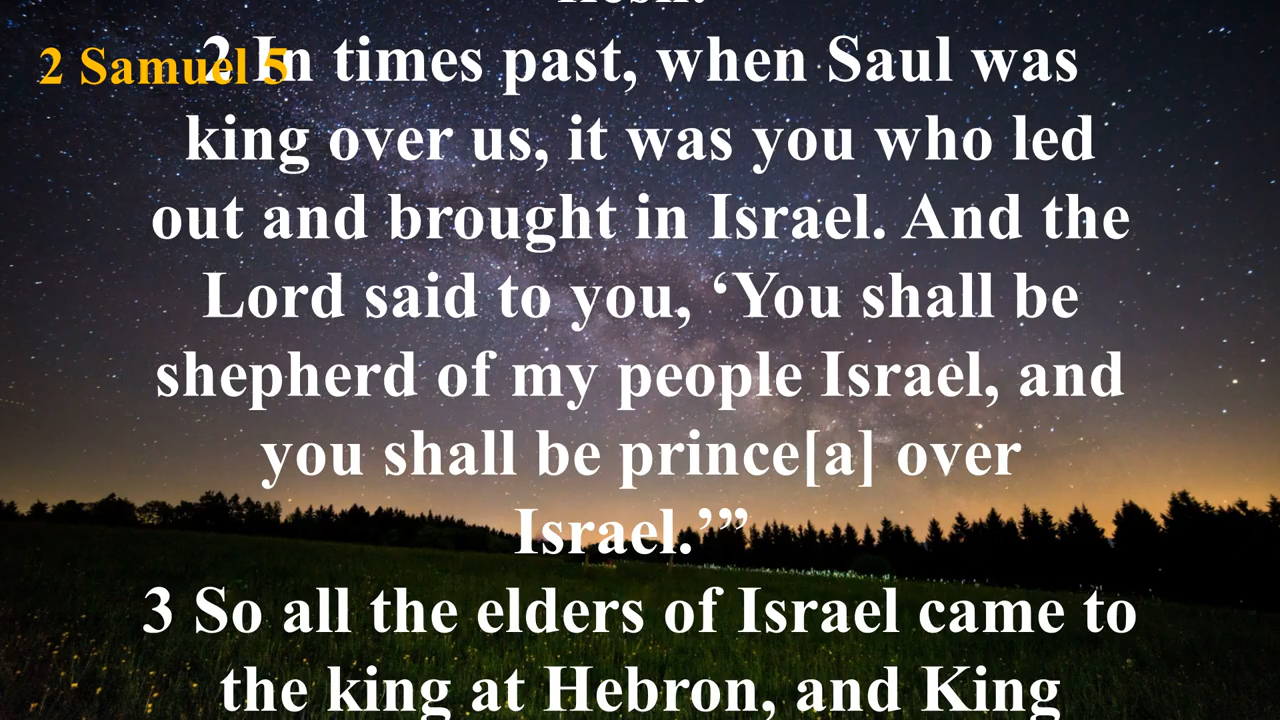 flesh.
2 Samuel 5
2 In times past, when Saul was
king over us, it was you who led
out and brought in Israel. And the
Lord said to you, ‘You shall be
shepherd of my people Israel, and
you shall be prince[a] over
Israel.’”
3 So all the elders of Israel came to
the king at Hebron, and King